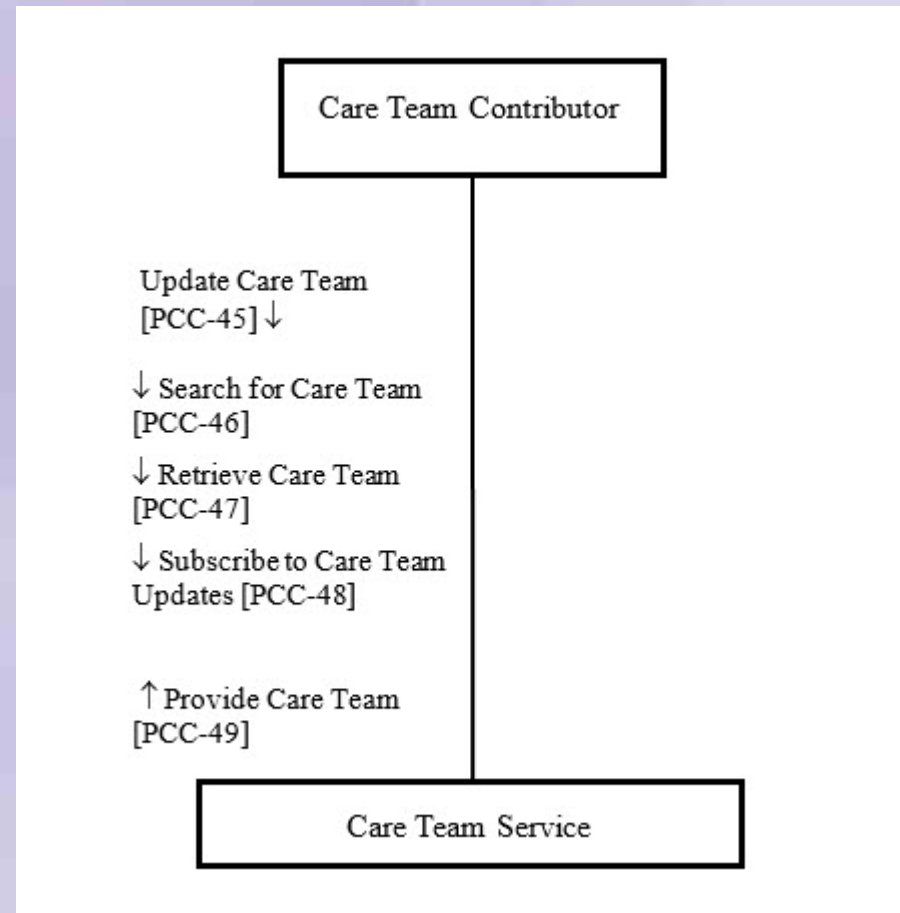 Care Team Contributor
Update Care Team
[PCC-45] ↓
↓ Search for Care Team
[PCC-46]
↓ Retrieve Care Team
[PCC-47]
↓ Subscribe to Care Team
Updates [PCC-48]
↑ Provide Care Team
[PCC-49]
Care Team Service